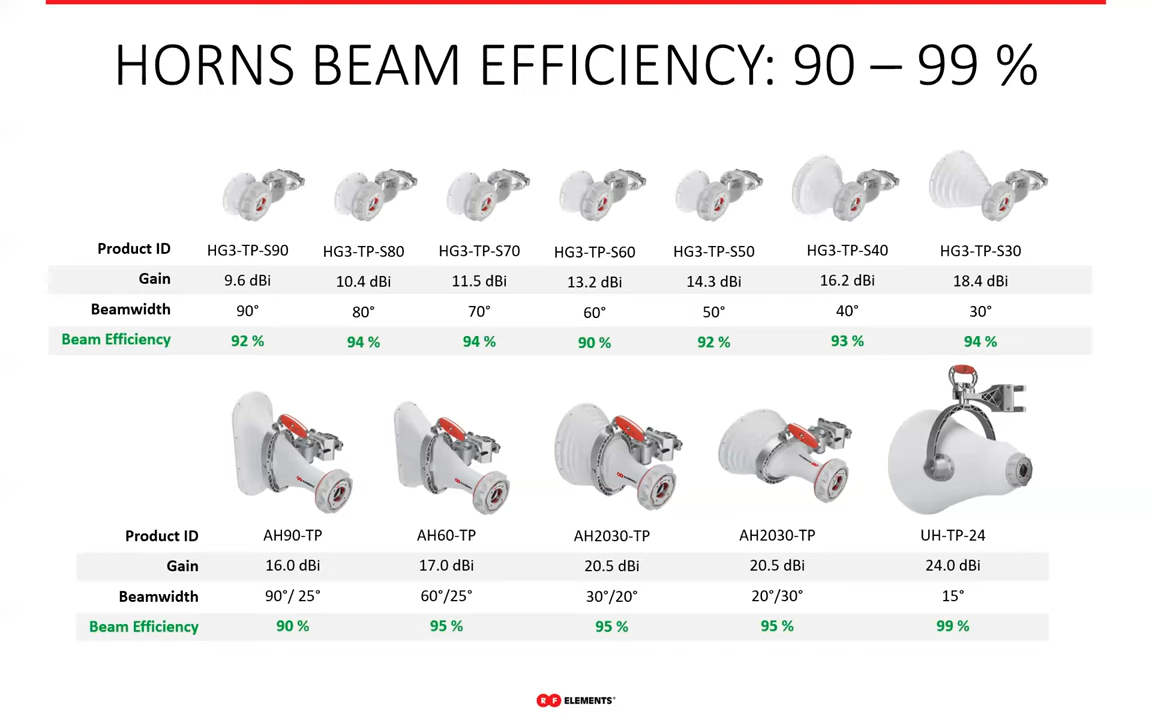 HORNS BEAM EFFICIENCY: 90 – 99 %
Product ID HG3-TP-S90 HG3-TP-S80 HG3-TP-S70 HG3-TP-S60 HG3-TP-S50 HG3-TP-S40 HG3-TP-S30
Gain 9.6 dBi 10.4 dBi 11.5 dBi 13.2 dBi 14.3 dBi 16.2 dBi 18.4 dBi
Beamwidth 90° 80° 70° 60° 50° 40° 30°
Beam Efficiency 92 % 94 % 94 % 90 % 92 % 93 % 94 %
Product ID AH90-TP AH60-TP AH2030-TP AH2030-TP UH-TP-24
Gain 16.0 dBi 17.0 dBi 20.5 dBi 20.5 dBi 24.0 dBi
Beamwidth 90°/ 25° 60°/25° 30°/20° 20°/30° 15°
Beam Efficiency 90 % 95 % 95 % 95 % 99 %
RF ELEMENTS